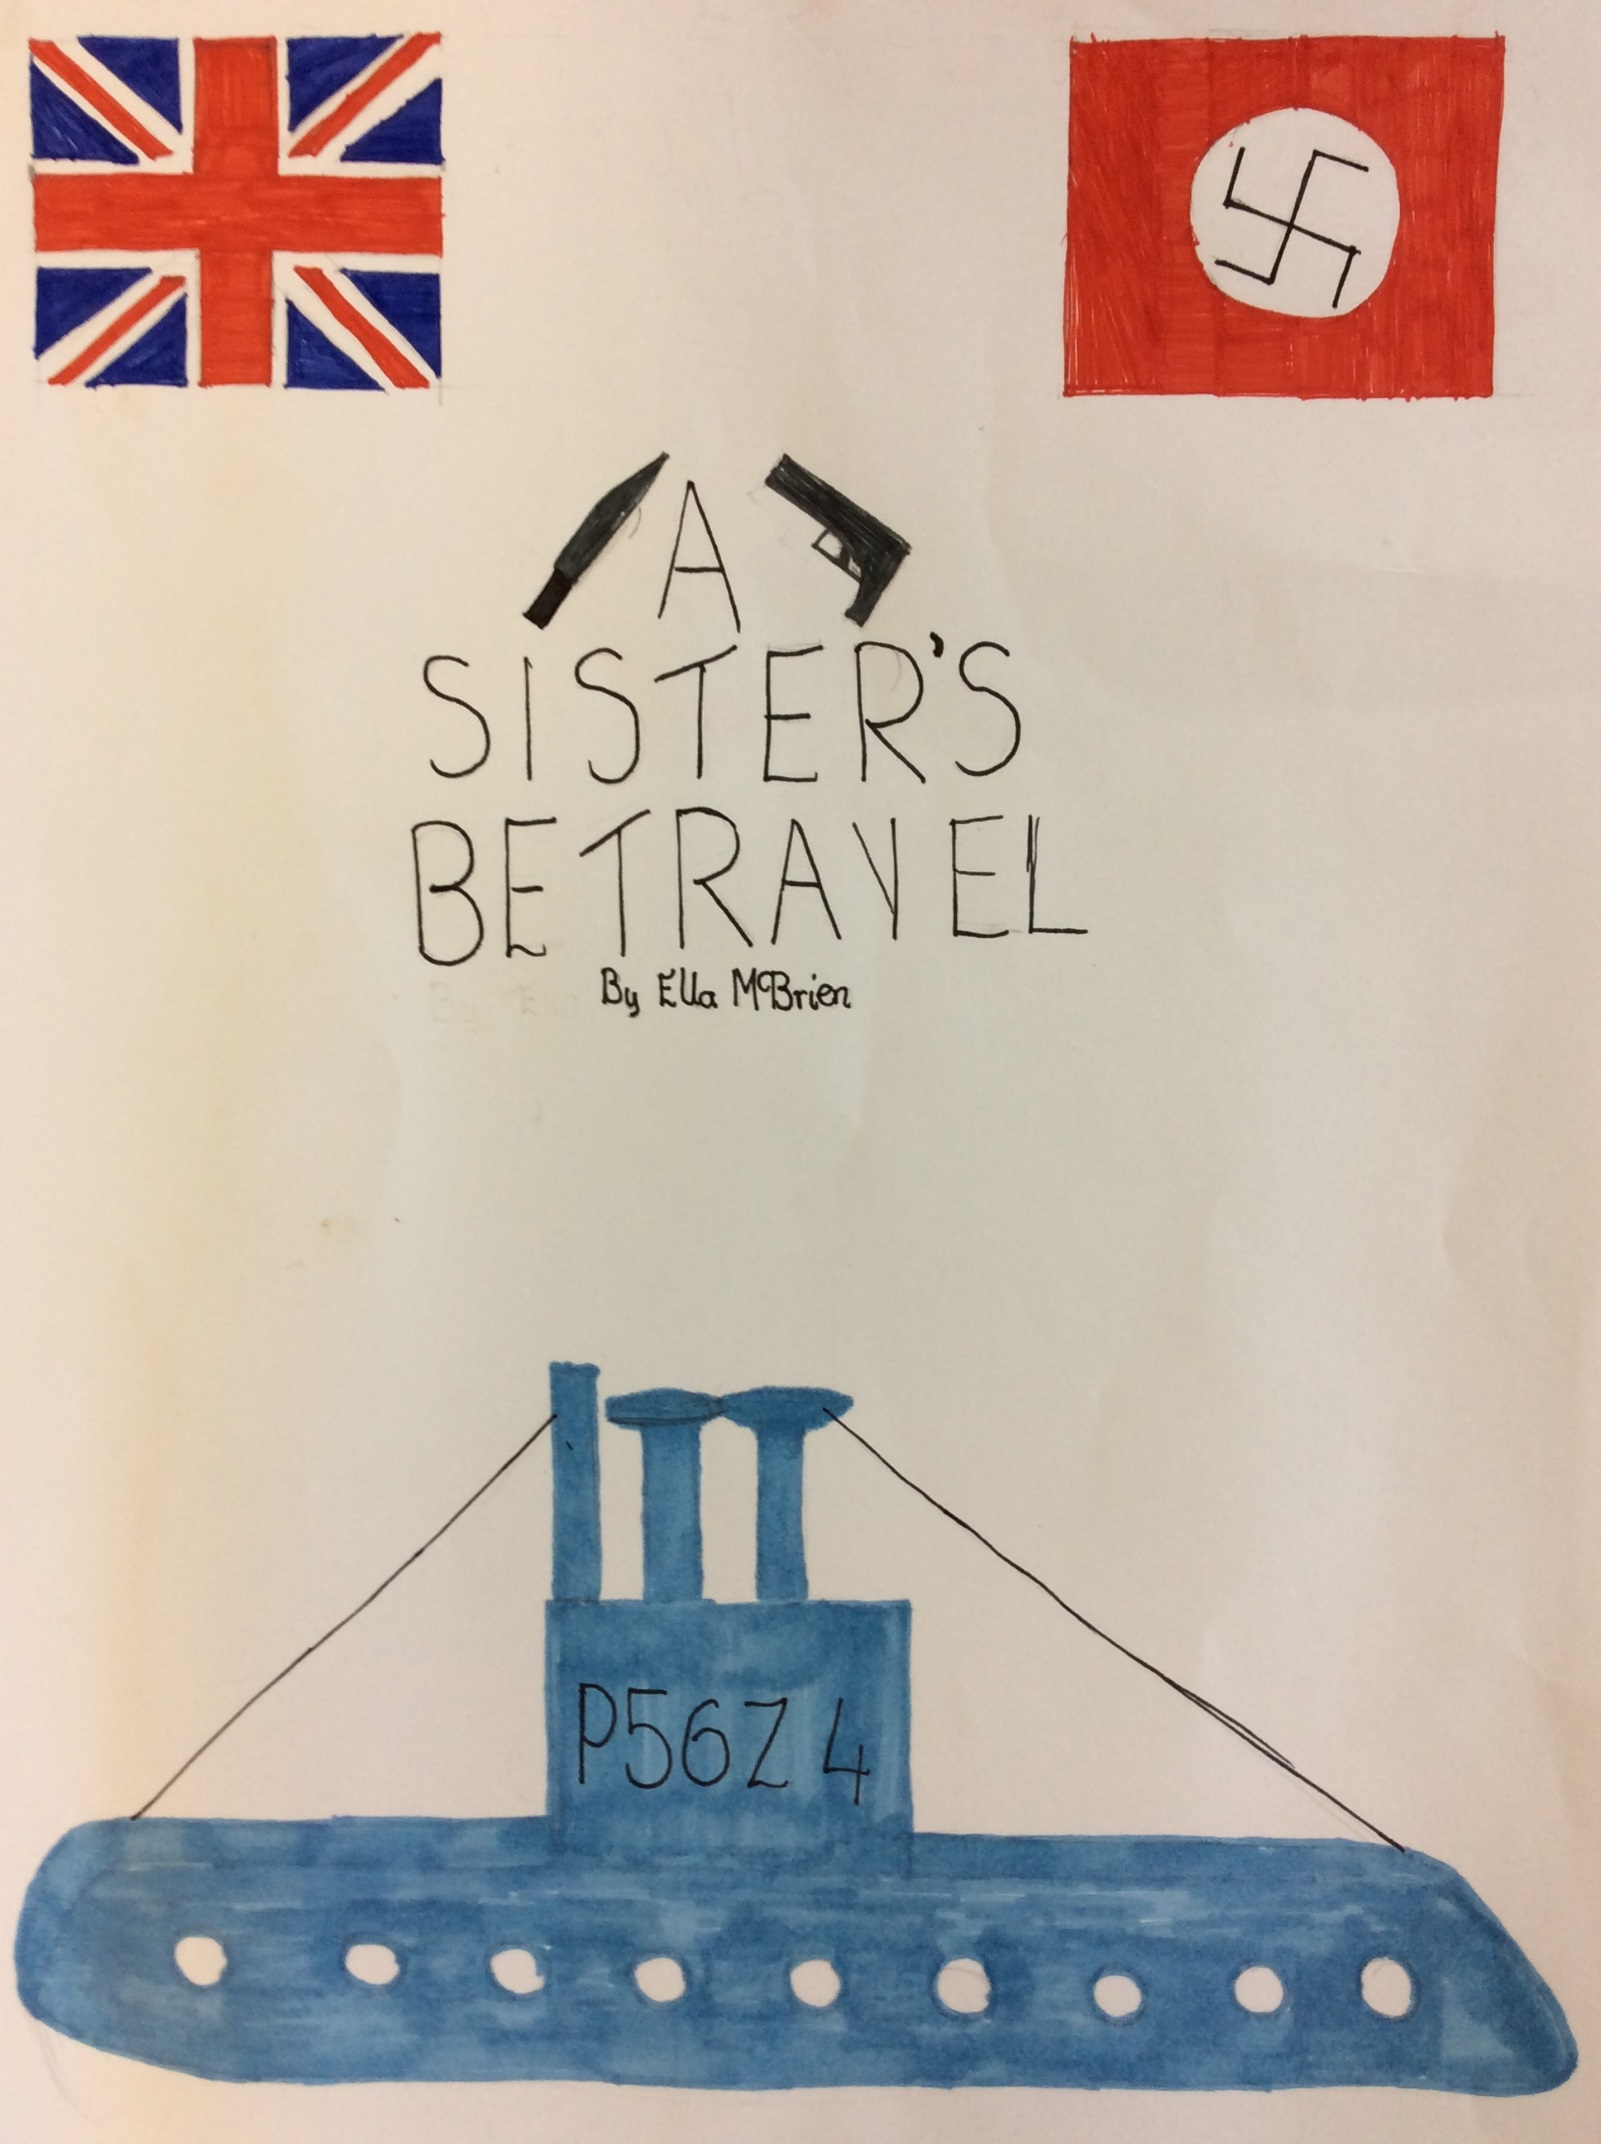 A
SISTER'S
BETRAYEL
By Ella McBrien
P56Z4